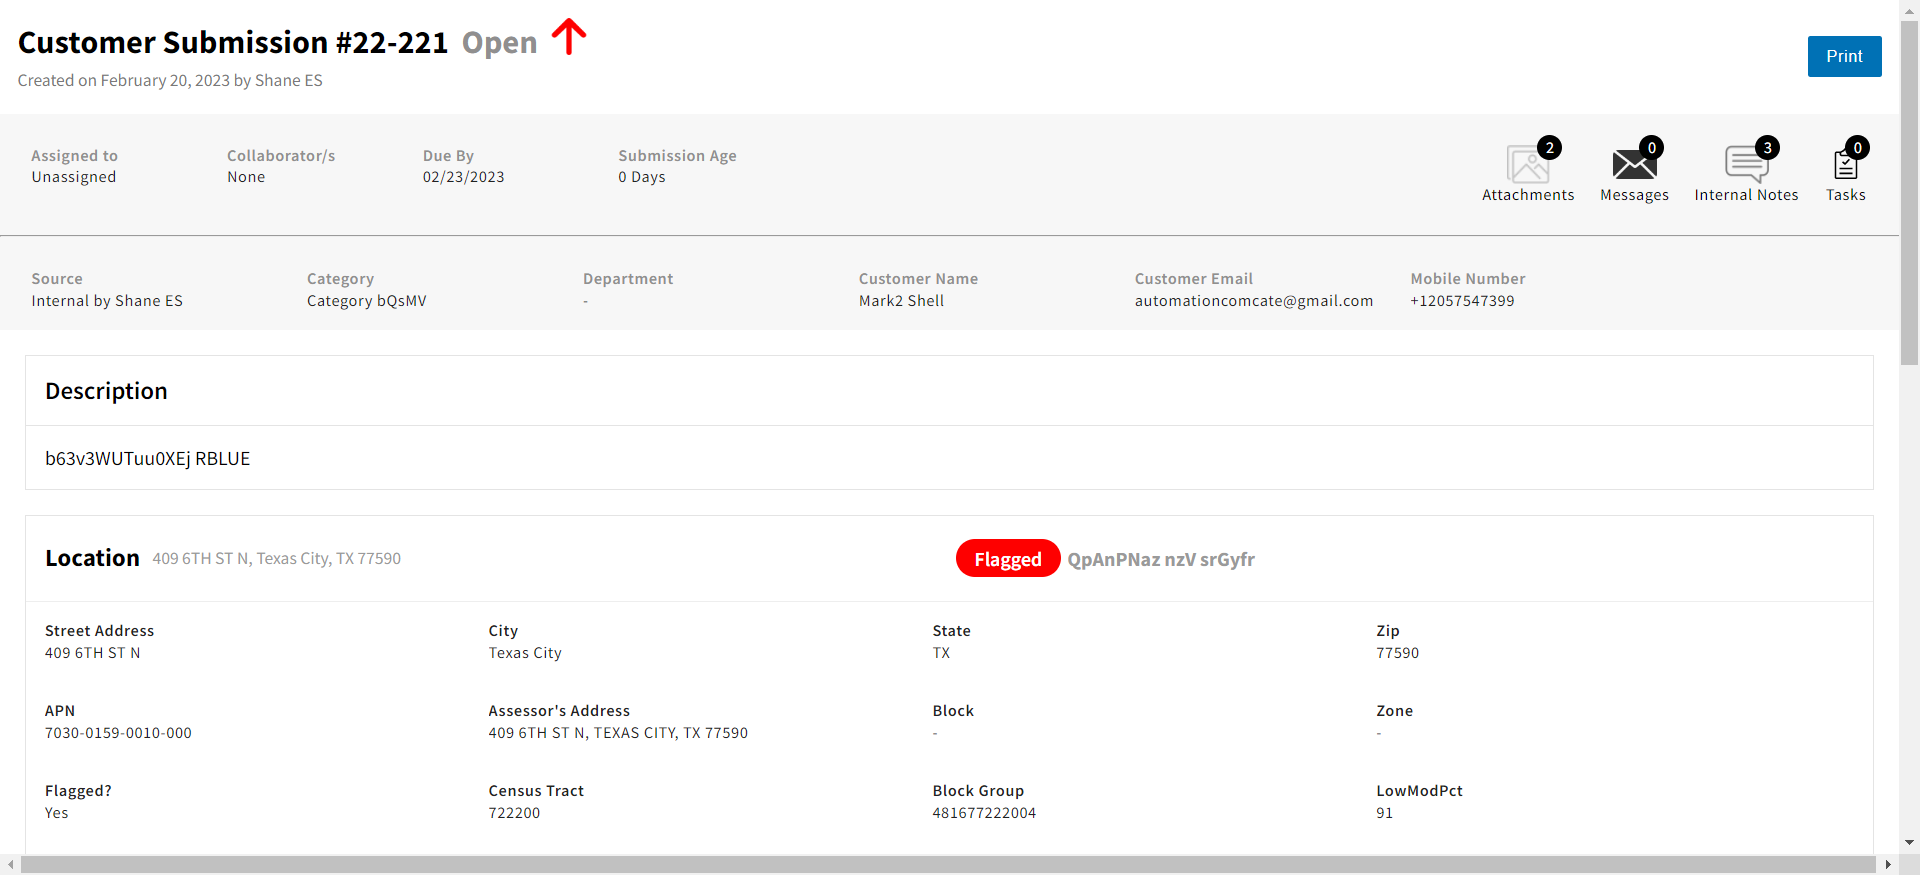 Customer Submission #22-221 Open
Print
Created on February 20, 2023 by Shane ES
Assigned to Collaborator/s Due By Submission Age
Unassigned None 02/23/2023 0 Days
2 0 3 0
Attachments Messages Internal Notes Tasks
Source Category Department Customer Name Customer Email Mobile Number
Internal by Shane ES Category bQsMV - Mark2 Shell automationcomcate@gmail.com +12057547399
Description
b63v3WUTuu0XEj RBLUE
Location 409 6TH ST N, Texas City, TX 77590 Flagged QpAnPNaz nzV srGyfr
Street Address City State Zip
409 6TH ST N Texas City TX 77590
APN Assessor's Address Block Zone
7030-0159-0010-000 409 6TH ST N, TEXAS CITY, TX 77590 - -
Flagged? Census Tract Block Group LowModPct
Yes 722200 481677222004 91